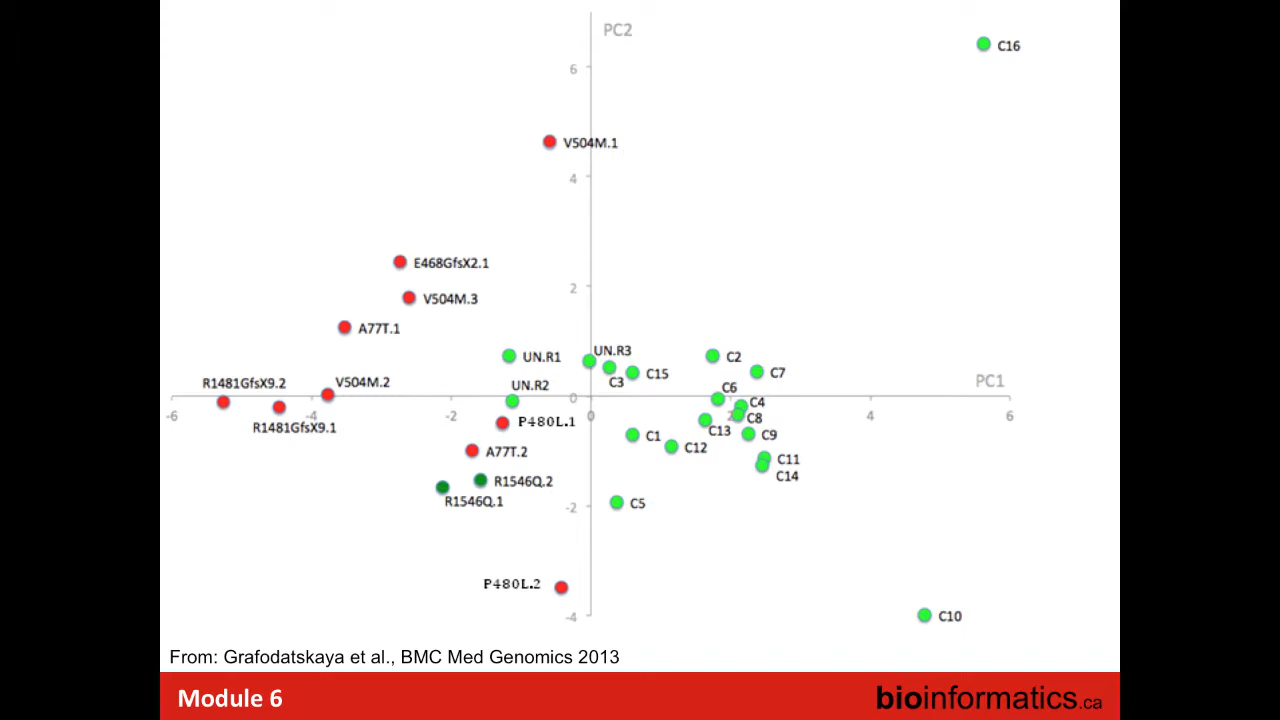 PC2
C16
6
V504M.1
4
E468GfsX2.1
2
V504M.3
A77T.1
UN.R1
UN.R3
C2
C3
C15
C7
PC1
R1481GfsX9.2
V504M.2
UN.R2
C6
C4
0
-6
-4
-2
0
2
4
6
R1481GfsX9.1
P480L.1
C8
C13
C9
C1
C12
A77T.2
C11
C14
R1546Q.2
R1546Q.1
C5
-2
P480L.2
-4
C10
From: Grafodatskaya et al., BMC Med Genomics 2013
Module 6
bioinformatics.ca